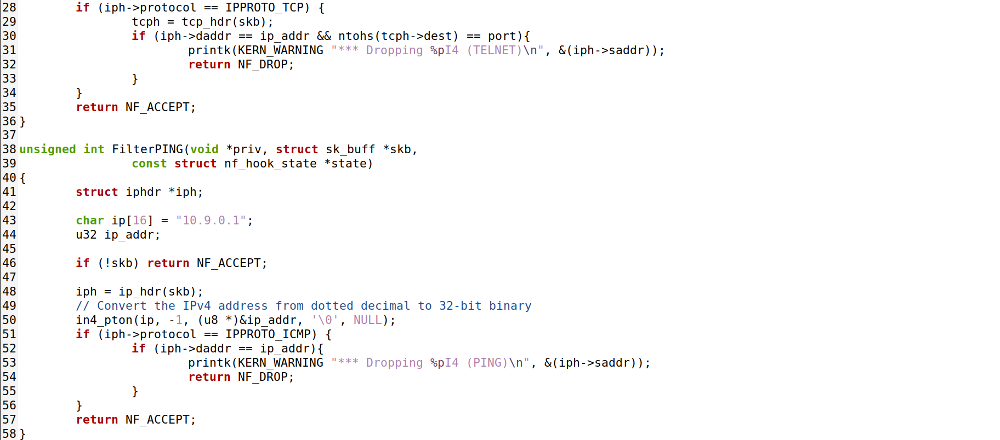 28        if (iph->protocol == IPPROTO_TCP) {
29                tcph = tcp_hdr(skb);
30                if (iph->daddr == ip_addr && ntohs(tcph->dest) == port){
31                        printk(KERN_WARNING "*** Dropping %pI4 (TELNET)\n", &(iph->saddr));
32                        return NF_DROP;
33                }
34        }
35        return NF_ACCEPT;
36 }
37
38 unsigned int FilterPING(void *priv, struct sk_buff *skb,
39                const struct nf_hook_state *state)
40 {
41        struct iphdr *iph;
42
43        char ip[16] = "10.9.0.1";
44        u32 ip_addr;
45
46        if (!skb) return NF_ACCEPT;
47
48        iph = ip_hdr(skb);
49        // Convert the IPv4 address from dotted decimal to 32-bit binary
50        in4_pton(ip, -1, (u8 *)&ip_addr, '\0', NULL);
51        if (iph->protocol == IPPROTO_ICMP) {
52                if (iph->daddr == ip_addr){
53                        printk(KERN_WARNING "*** Dropping %pI4 (PING)\n", &(iph->saddr));
54                        return NF_DROP;
55                }
56        }
57        return NF_ACCEPT;
58 }